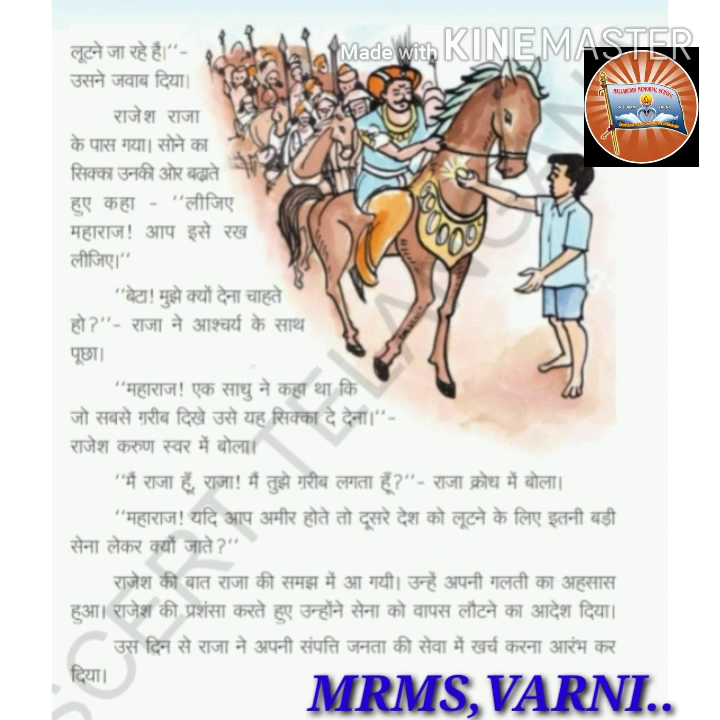 Made with KINEMASTER
लूटने जा रहे हैं।''-
उसने जवाब दिया।
राजेश राजा
के पास गया। सोने का
सिक्का उनकी ओर बढ़ाते
हुए कहा - ''लीजिए
महाराज! आप इसे रख
लीजिए।''
''बेटा! मुझे क्यों देना चाहते
हो?''- राजा ने आश्चर्य के साथ
पूछा।
''महाराज! एक साधु ने कहा था कि
जो सबसे ग़रीब दिखे उसे यह सिक्का दे देना।''-
राजेश करुण स्वर में बोला।
''मैं राजा हूँ, राजा! मैं तुझे ग़रीब लगता हूँ?''- राजा क्रोध में बोला।
''महाराज! यदि आप अमीर होते तो दूसरे देश को लूटने के लिए इतनी बड़ी
सेना लेकर क्यों जाते?''
राजेश की बात राजा की समझ में आ गयी। उन्हें अपनी गलती का अहसास
हुआ। राजेश की प्रशंसा करते हुए उन्होंने सेना को वापस लौटने का आदेश दिया।
उस दिन से राजा ने अपनी संपत्ति जनता की सेवा में खर्च करना आरंभ कर
दिया।
SCERT TELANGANA
MRMS,VARNI..